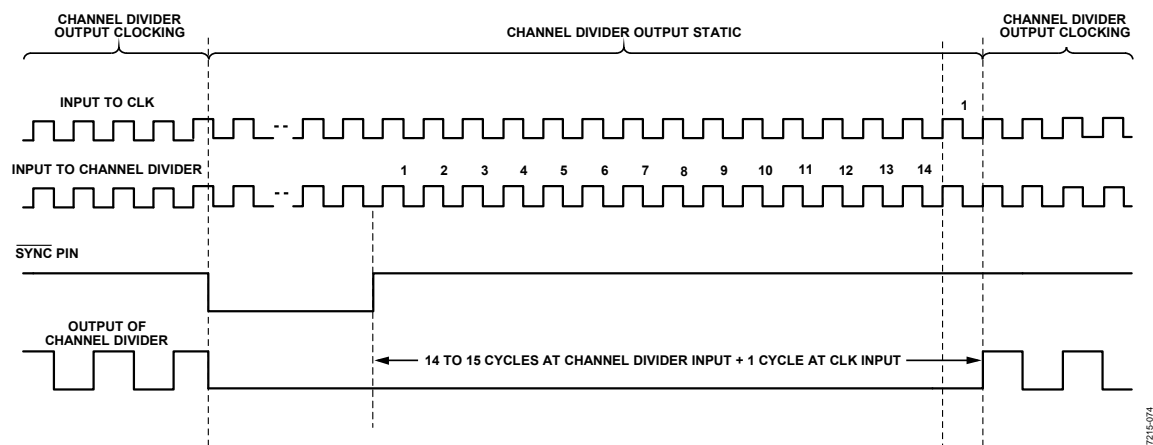 CHANNEL DIVIDER
OUTPUT CLOCKING
CHANNEL DIVIDER OUTPUT STATIC
CHANNEL DIVIDER
OUTPUT CLOCKING
INPUT TO CLK
1
INPUT TO CHANNEL DIVIDER
1 2 3 4 5 6 7 8 9 10 11 12 13 14
SYNC PIN
OUTPUT OF
CHANNEL DIVIDER
14 TO 15 CYCLES AT CHANNEL DIVIDER INPUT + 1 CYCLE AT CLK INPUT
7215-074